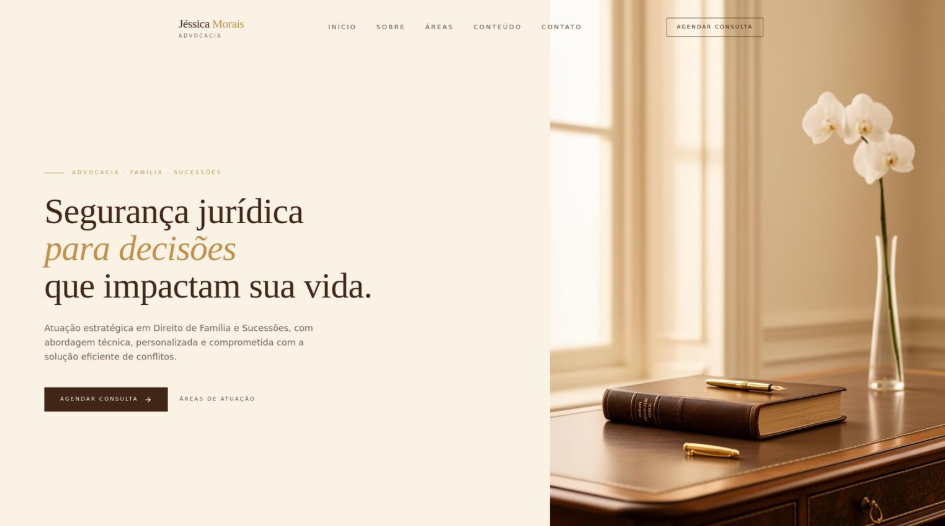 Jéssica Morais
ADVOCACIA
INÍCIO SOBRE ÁREAS CONTEÚDO CONTATO
AGENDAR CONSULTA
ADVOCACIA · FAMÍLIA · SUCESSÕES
Segurança jurídica
para decisões
que impactam sua vida.
Atuação estratégica em Direito de Família e Sucessões, com
abordagem técnica, personalizada e comprometida com a
solução eficiente de conflitos.
AGENDAR CONSULTA →
ÁREAS DE ATUAÇÃO